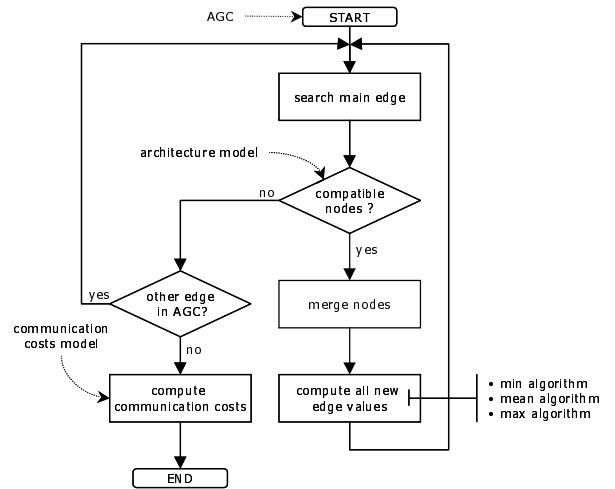 AGC
START
search main edge
architecture model
compatible
nodes ?
no
yes
other edge
in AGC?
yes
merge nodes
communication
costs model
no
compute
communication costs
compute all new
edge values
• min algorithm
• mean algorithm
• max algorithm
END